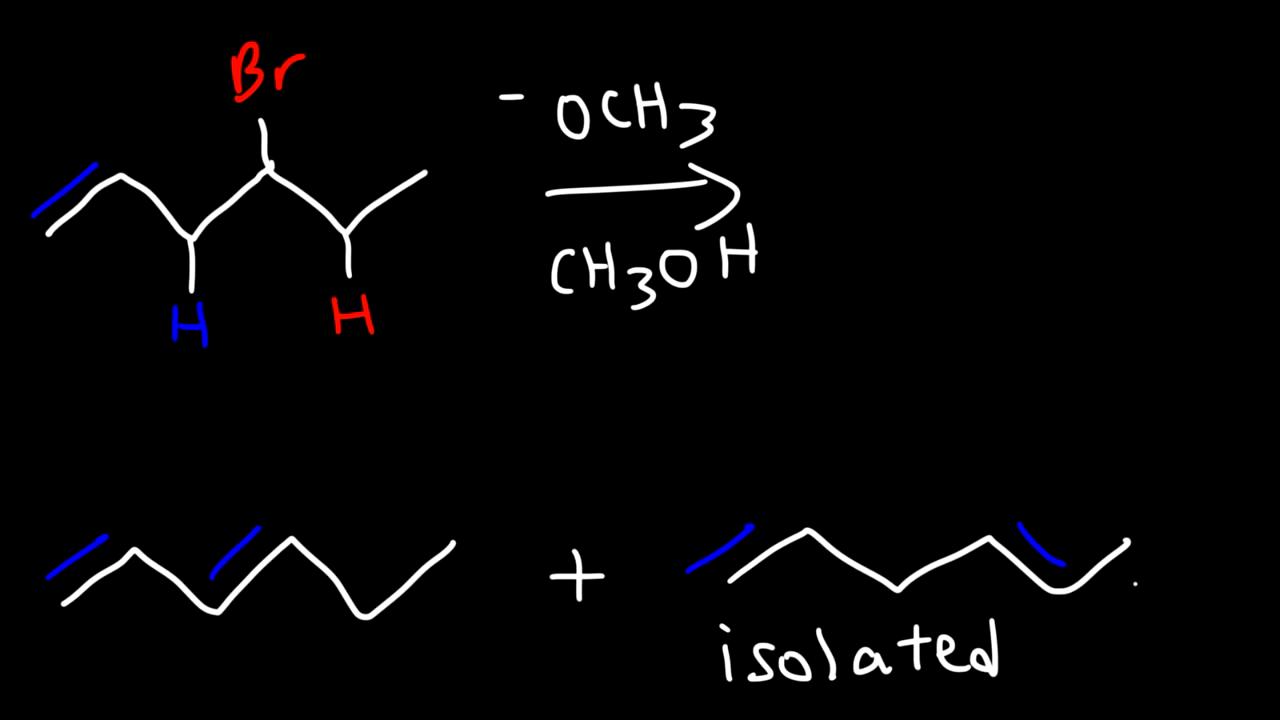 Br
-OCH3
CH3OH
H H
+
isolated